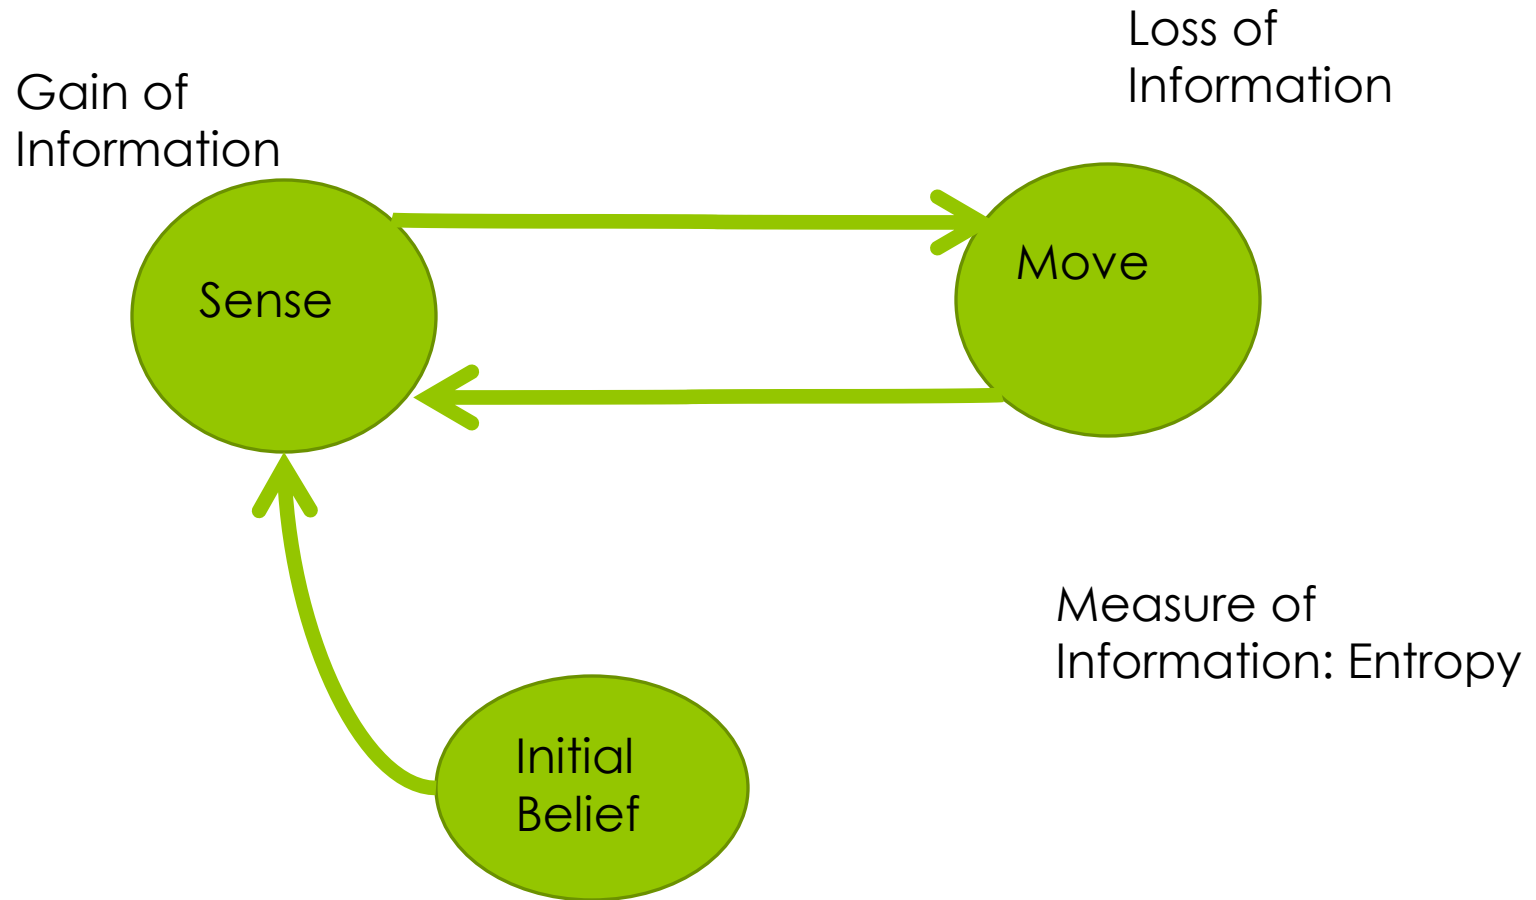 Loss of
Information
Gain of
Information
Sense
Move
Measure of
Information: Entropy
Initial
Belief